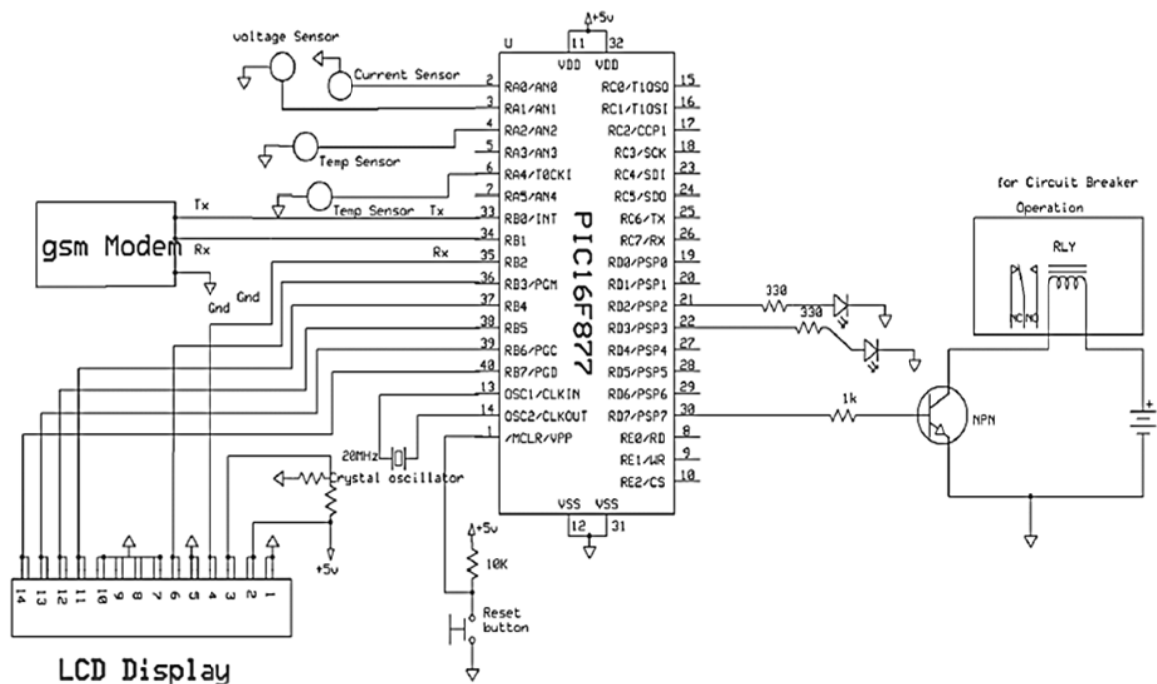 +5v
voltage Sensor
U
11 32
VDD VDD
Current Sensor
2 RA0/AN0 RC0/T1OSO 15
3 RA1/AN1 RC1/T1OSI 16
4 RA2/AN2 RC2/CCP1 17
5 RA3/AN3 RC3/SCK 18
Temp Sensor
6 RA4/T0CKI RC4/SDI 23
7 RA5/AN4 RC5/SDO 24
Temp Sensor
for Circuit Breaker
Operation
Tx Tx
33 RB0/INT RC6/TX 25
gsm Modem
34 RB1 RC7/RX 26
Rx Rx
35 RB2 RD0/PSP0 19
RLY
36 RB3/PGM RD1/PSP1 20
Gnd Gnd
37 RB4 RD2/PSP2 21
330
NC NO
38 RB5 RD3/PSP3 22
330
39 RB6/PGC RD4/PSP4 27
40 RB7/PGD RD5/PSP5 28
13 OSC1/CLKIN RD6/PSP6 29
14 OSC2/CLKOUT RD7/PSP7 30
1k
NPN
+
1 /MCLR/VPP RE0/RD 8
PIC16F877
20MHz
RE1/WR 9
Crystal oscillator
RE2/CS 10
VSS VSS
12 31
+5v
+5v
10K
14 13 12 11 10 9 8 7 6 5 4 3 2 1
Reset
button
LCD Display